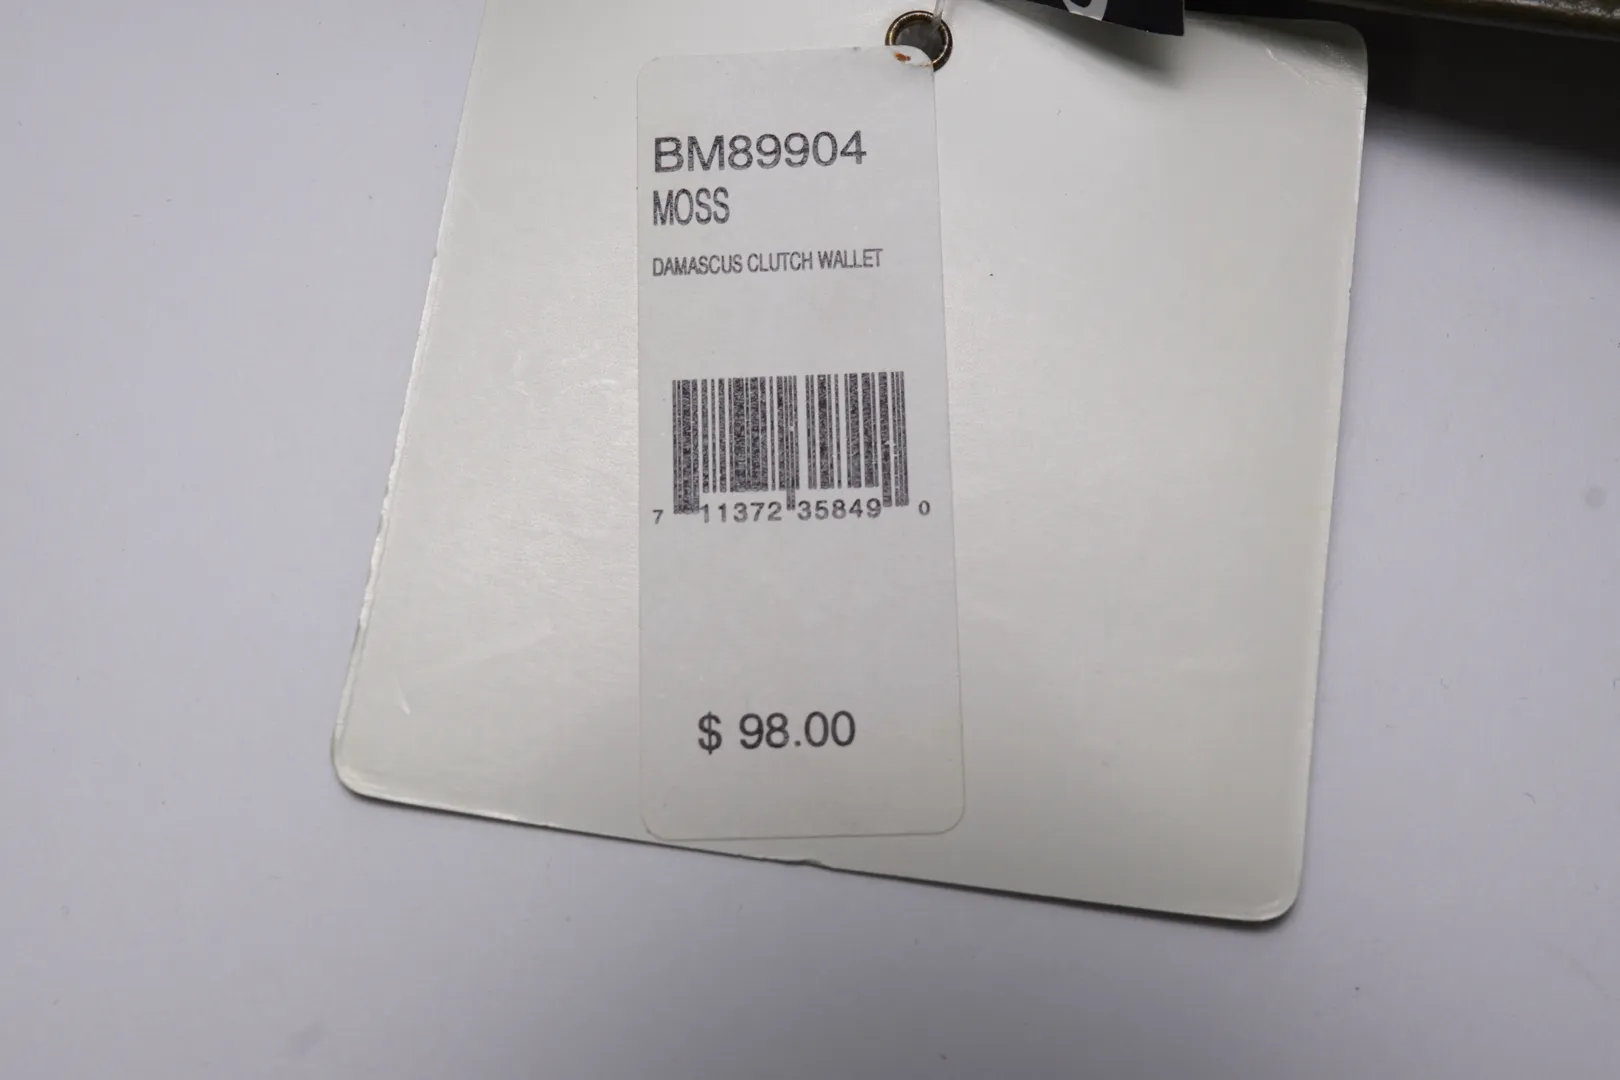 BM89904
MOSS
DAMASCUS CLUTCH WALLET
7 11372 35849 0
$ 98.00